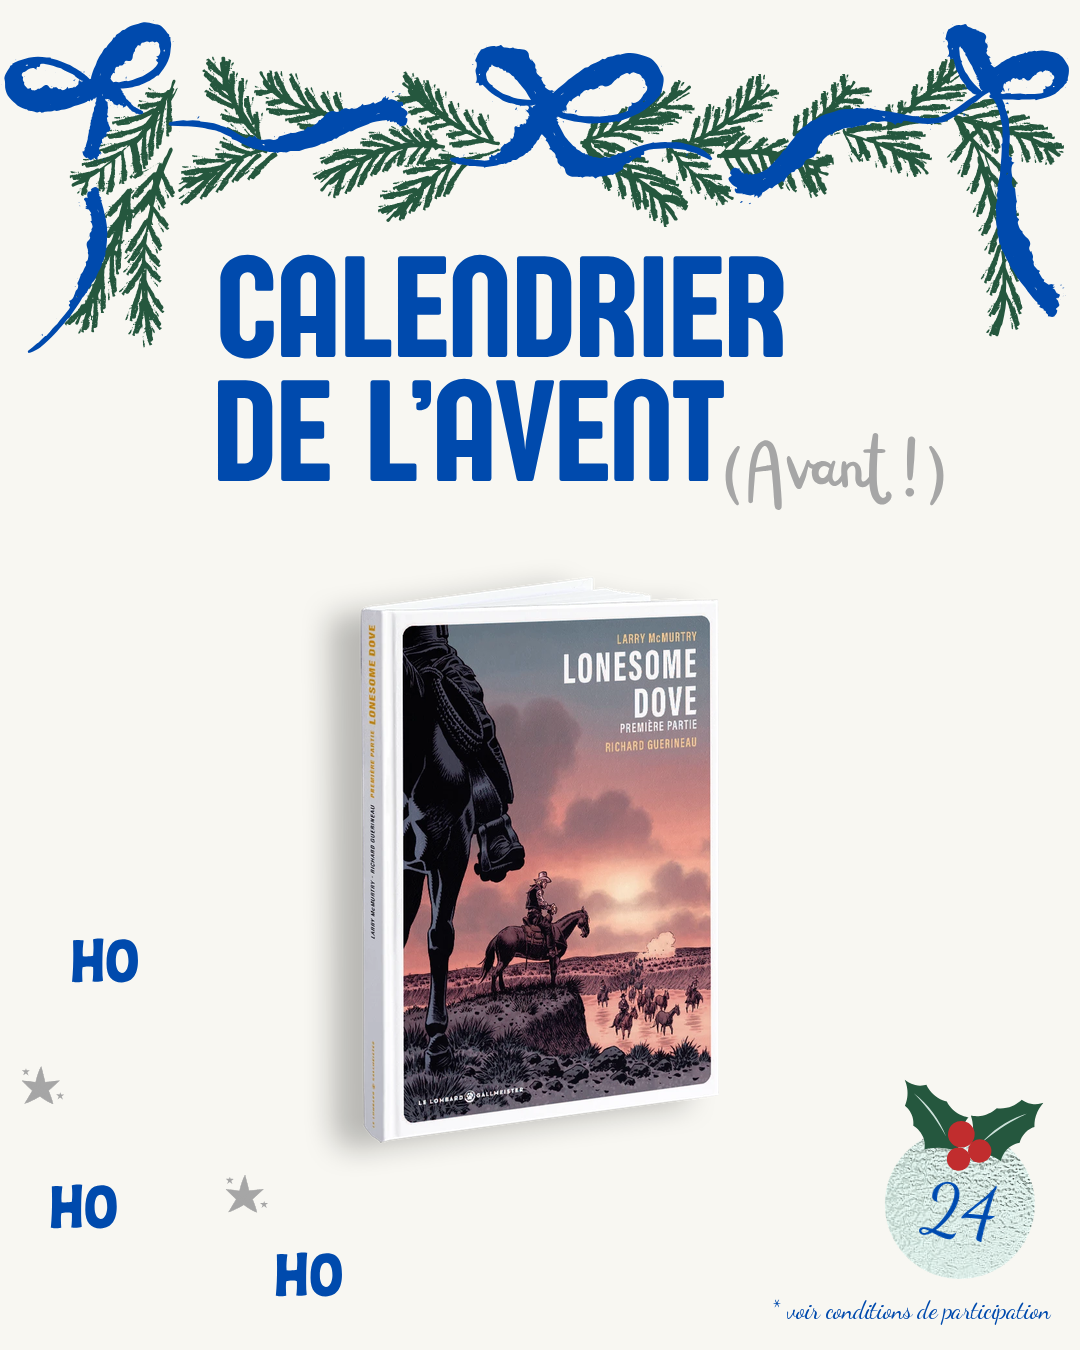 CALENDRIER
DE L'AVENT
(Avant !)
LARRY McMURTRY
LONESOME
DOVE
PREMIÈRE PARTIE
RICHARD GUERINEAU
LARRY McMURTRY - RICHARD GUERINEAU PREMIÈRE PARTIE LONESOME DOVE
LE LOMBARD GALLMEISTER
HO
HO
HO
24
* voir conditions de participation